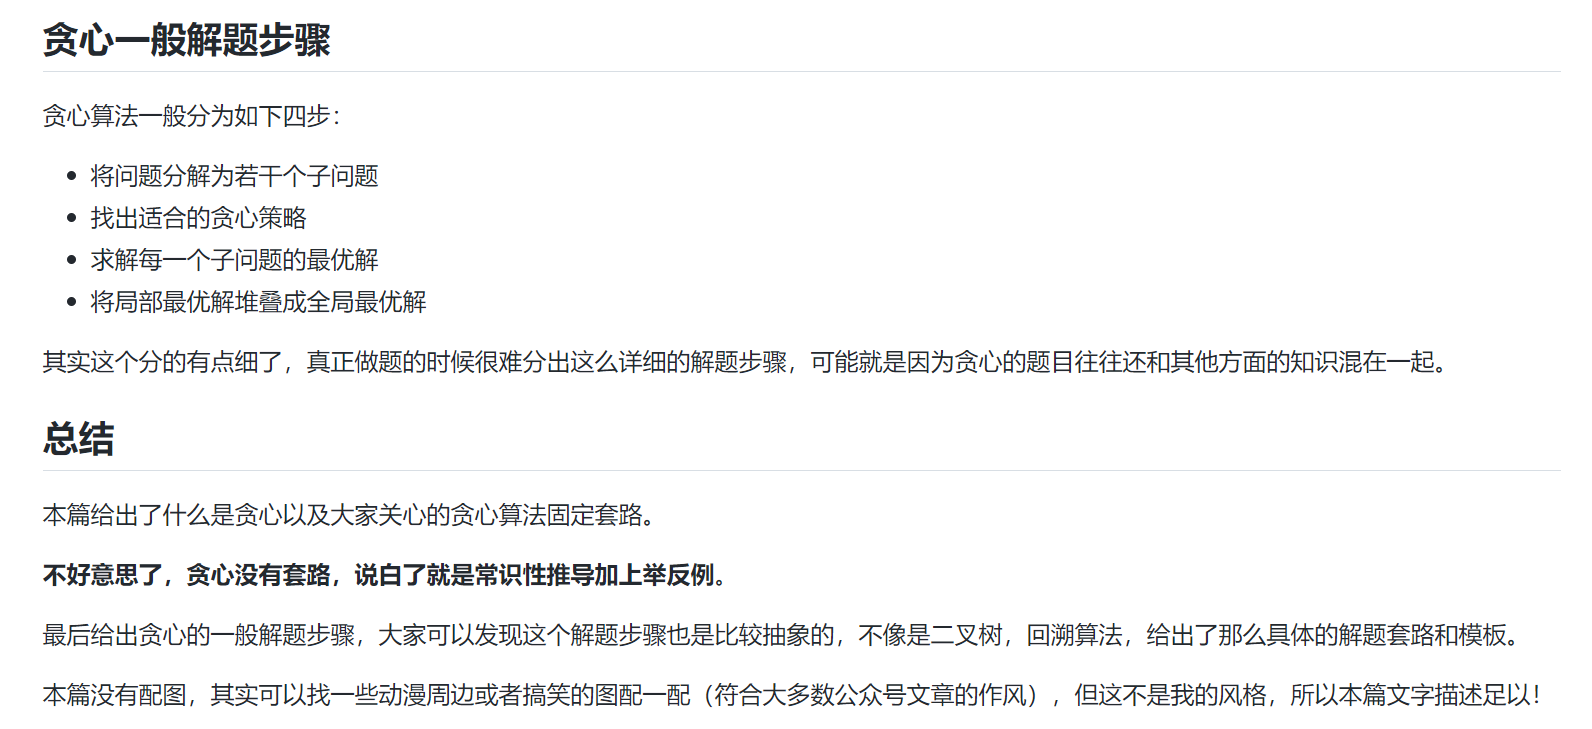 贪心一般解题步骤
贪心算法一般分为如下四步：
将问题分解为若干个子问题
找出适合的贪心策略
求解每一个子问题的最优解
将局部最优解堆叠成全局最优解
其实这个分的有点细了，真正做题的时候很难分出这么详细的解题步骤，可能就是因为贪心的题目往往还和其他方面的知识混在一起。
总结
本篇给出了什么是贪心以及大家关心的贪心算法固定套路。
不好意思了，贪心没有套路，说白了就是常识性推导加上举反例。
最后给出贪心的一般解题步骤，大家可以发现这个解题步骤也是比较抽象的，不像是二叉树，回溯算法，给出了那么具体的解题套路和模板。
本篇没有配图，其实可以找一些动漫周边或者搞笑的图配一配（符合大多数公众号文章的作风），但这不是我的风格，所以本篇文字描述足以！